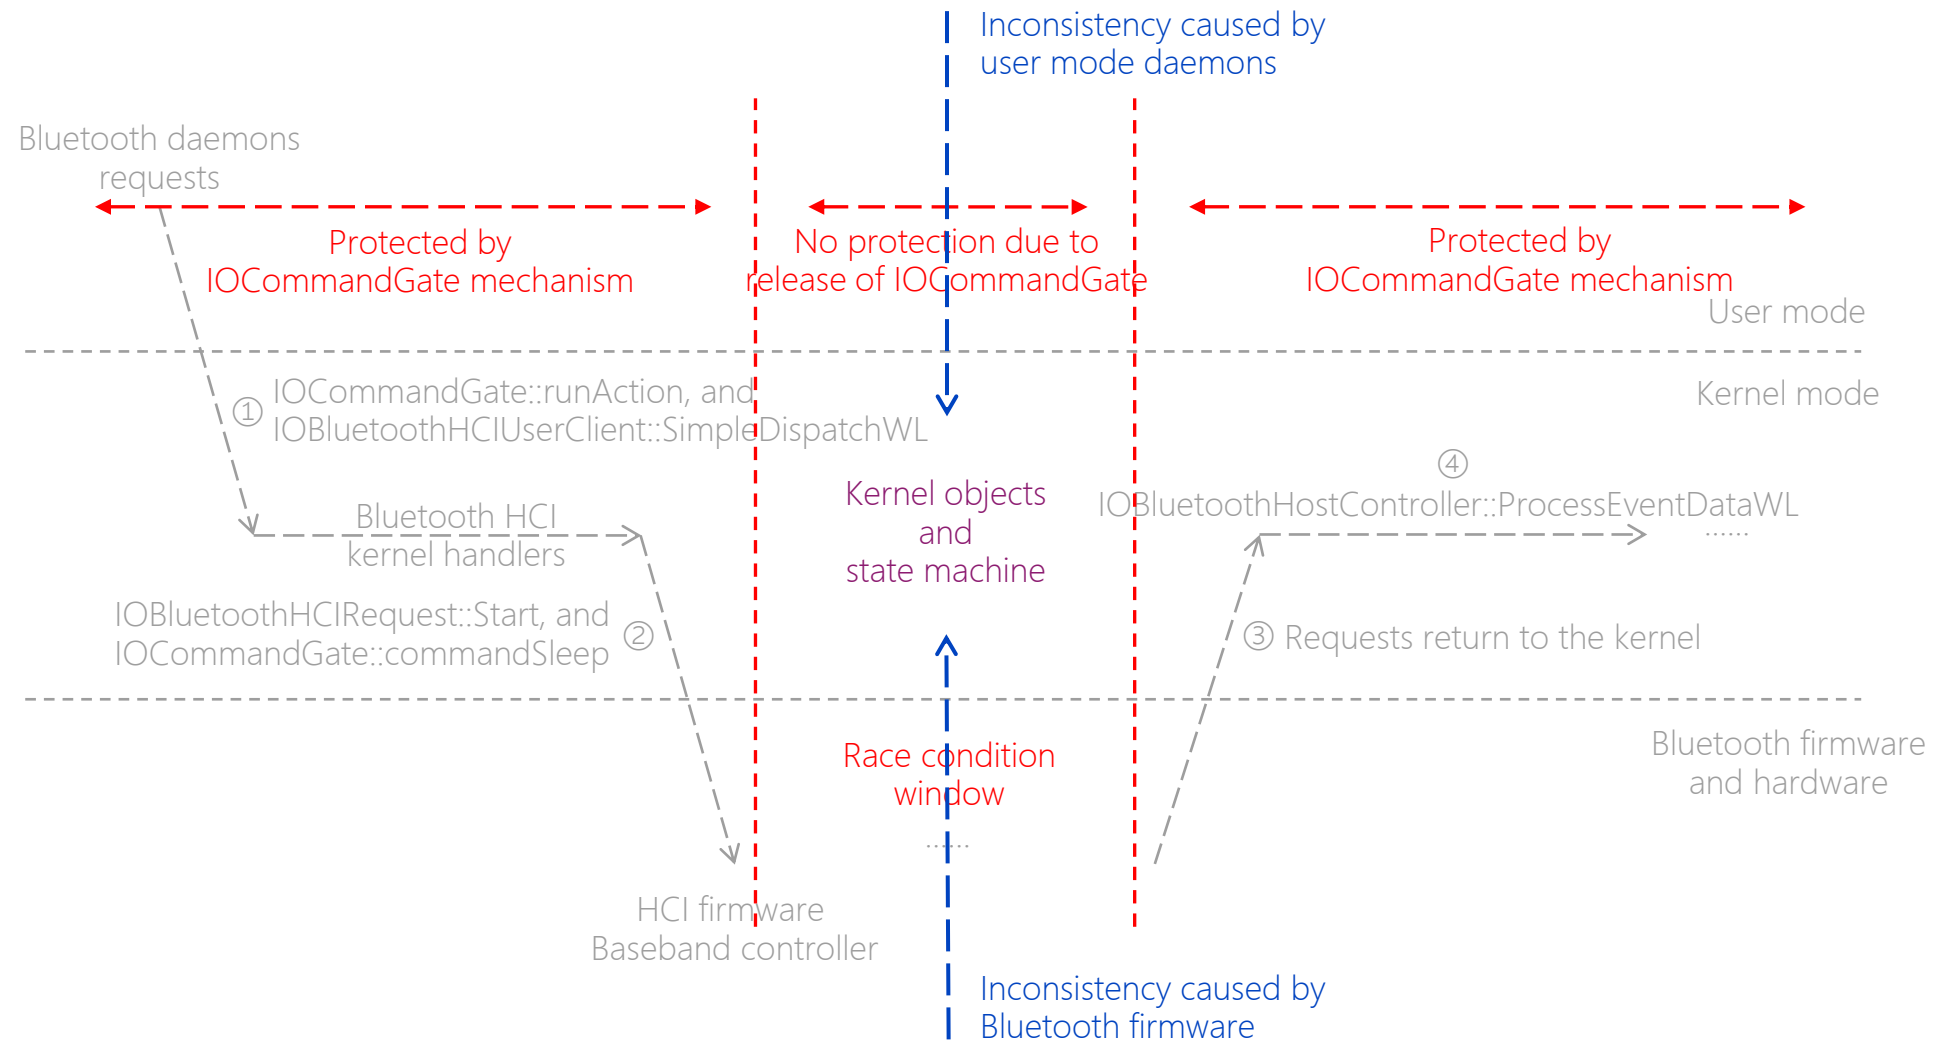 Inconsistency caused by
user mode daemons
Bluetooth daemons
requests
Protected by
IOCommandGate mechanism
No protection due to
release of IOCommandGate
Protected by
IOCommandGate mechanism
User mode
Kernel mode
① IOCommandGate::runAction, and
IOBluetoothHCIUserClient::SimpleDispatchWL
Bluetooth HCI
kernel handlers
IOBluetoothHCIRequest::Start, and
IOCommandGate::commandSleep ②
Kernel objects
and
state machine
④
IOBluetoothHostController::ProcessEventDataWL
......
③ Requests return to the kernel
Race condition
window
......
Bluetooth firmware
and hardware
HCI firmware
Baseband controller
Inconsistency caused by
Bluetooth firmware